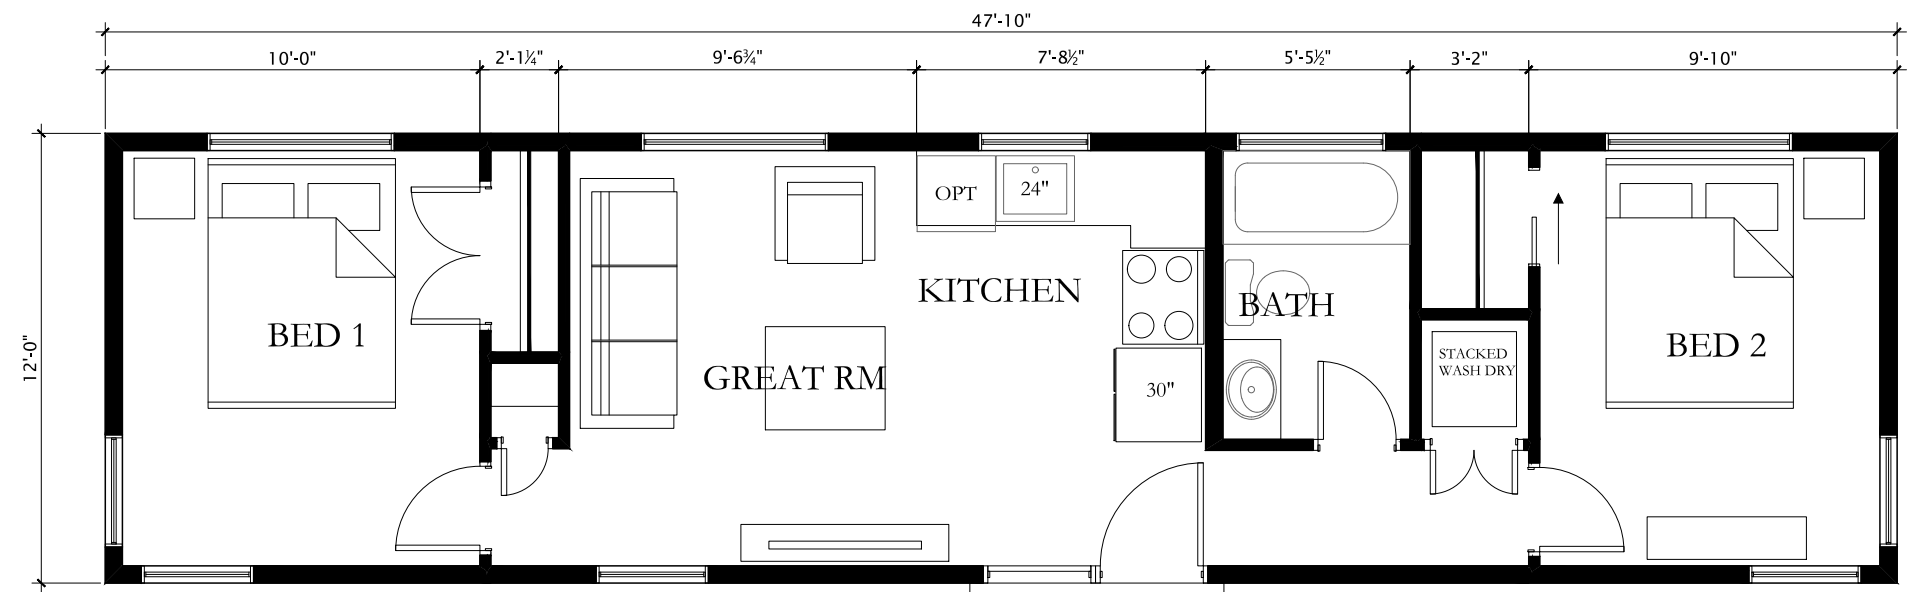 47'-10"
10'-0"
2'-1¼"
9'-6¾"
7'-8½"
5'-5½"
3'-2"
9'-10"
12'-0"
OPT
24"
KITCHEN
BATH
BED 1
GREAT RM
30"
STACKED
WASH DRY
BED 2